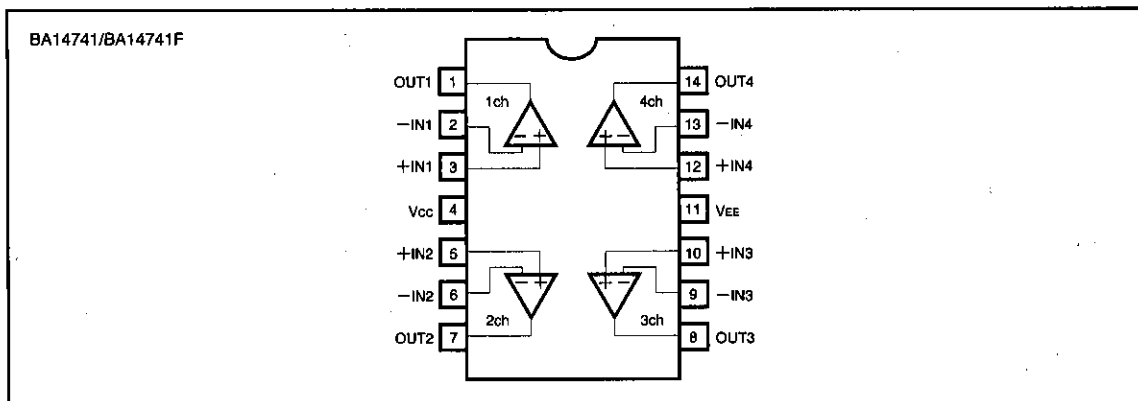 BA14741/BA14741F
OUT1 1 14 OUT4
1ch 4ch
−IN1 2 13 −IN4
− + + −
+IN1 3 12 +IN4
VCC 4 11 VEE
+IN2 5 10 +IN3
− + + −
−IN2 6 9 −IN3
2ch 3ch
OUT2 7 8 OUT3